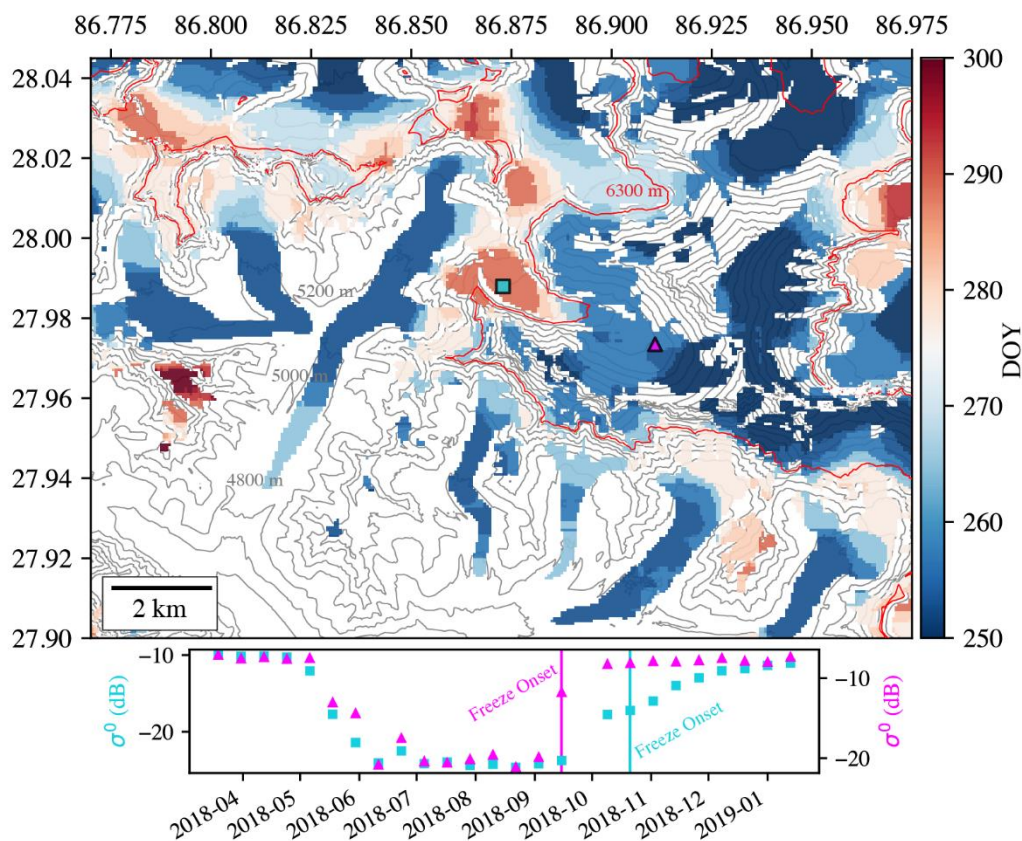 86.775 86.800 86.825 86.850 86.875 86.900 86.925 86.950 86.975
28.04
28.02
28.00
27.98
27.96
27.94
27.92
27.90
6300 m
5200 m
5000 m
4800 m
2 km
300
290
280
270
260
250
DOY
−10
−20
σ⁰ (dB)
Freeze Onset
Freeze Onset
−10
−20
σ⁰ (dB)
2018-04
2018-05
2018-06
2018-07
2018-08
2018-09
2018-10
2018-11
2018-12
2019-01